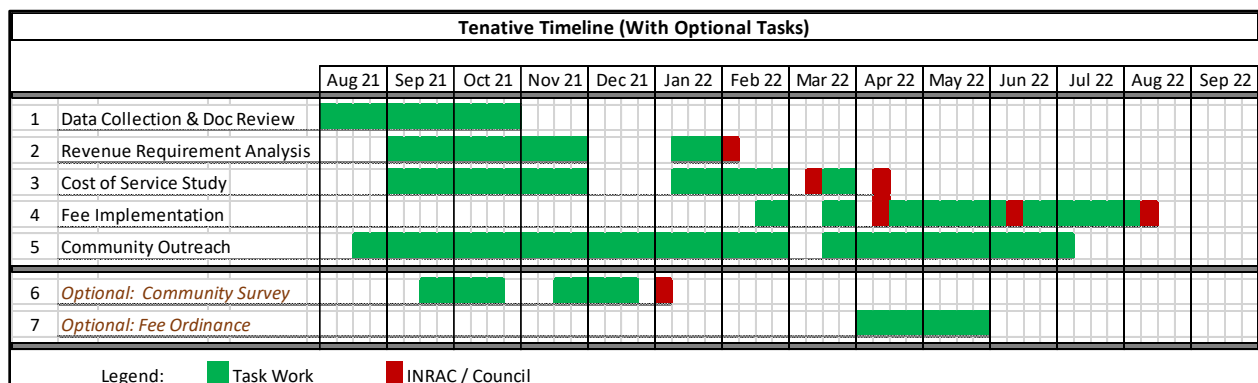 Tenative Timeline (With Optional Tasks)
Aug 21 Sep 21 Oct 21 Nov 21 Dec 21 Jan 22 Feb 22 Mar 22 Apr 22 May 22 Jun 22 Jul 22 Aug 22 Sep 22
1 Data Collection & Doc Review
2 Revenue Requirement Analysis
3 Cost of Service Study
4 Fee Implementation
5 Community Outreach
6 Optional: Community Survey
7 Optional: Fee Ordinance
Legend: Task Work INRAC / Council